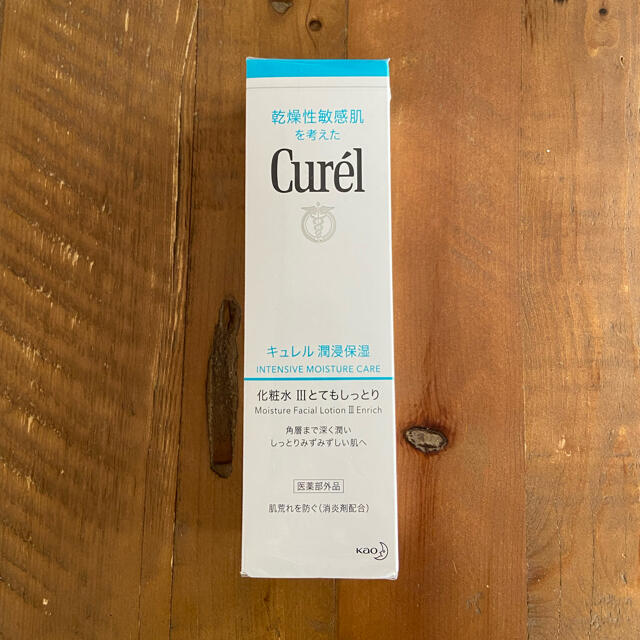 乾燥性敏感肌
を考えた
Curél
キュレル 潤浸保湿
INTENSIVE MOISTURE CARE
化粧水 IIIとてもしっとり
Moisture Facial Lotion III Enrich
角層まで深く潤い
しっとりみずみずしい肌へ
医薬部外品
肌荒れを防ぐ(消炎剤配合)
Kao